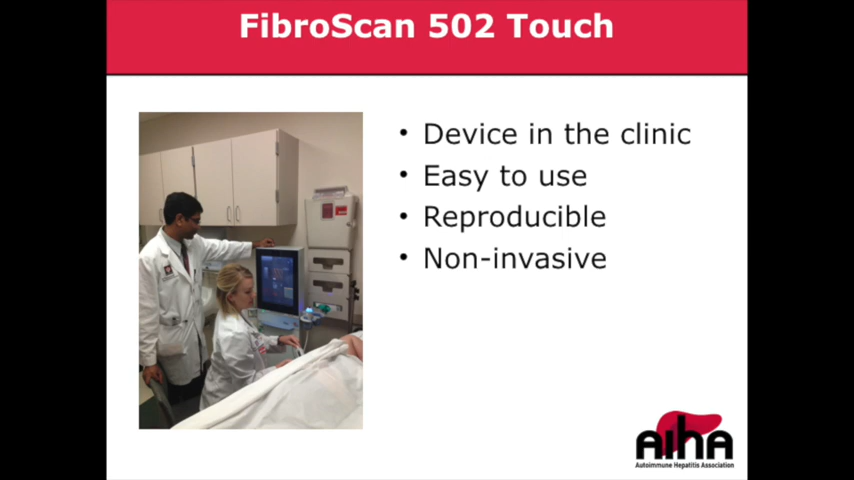 FibroScan 502 Touch
• Device in the clinic
• Easy to use
• Reproducible
• Non-invasive
AIHA
Autoimmune Hepatitis Association